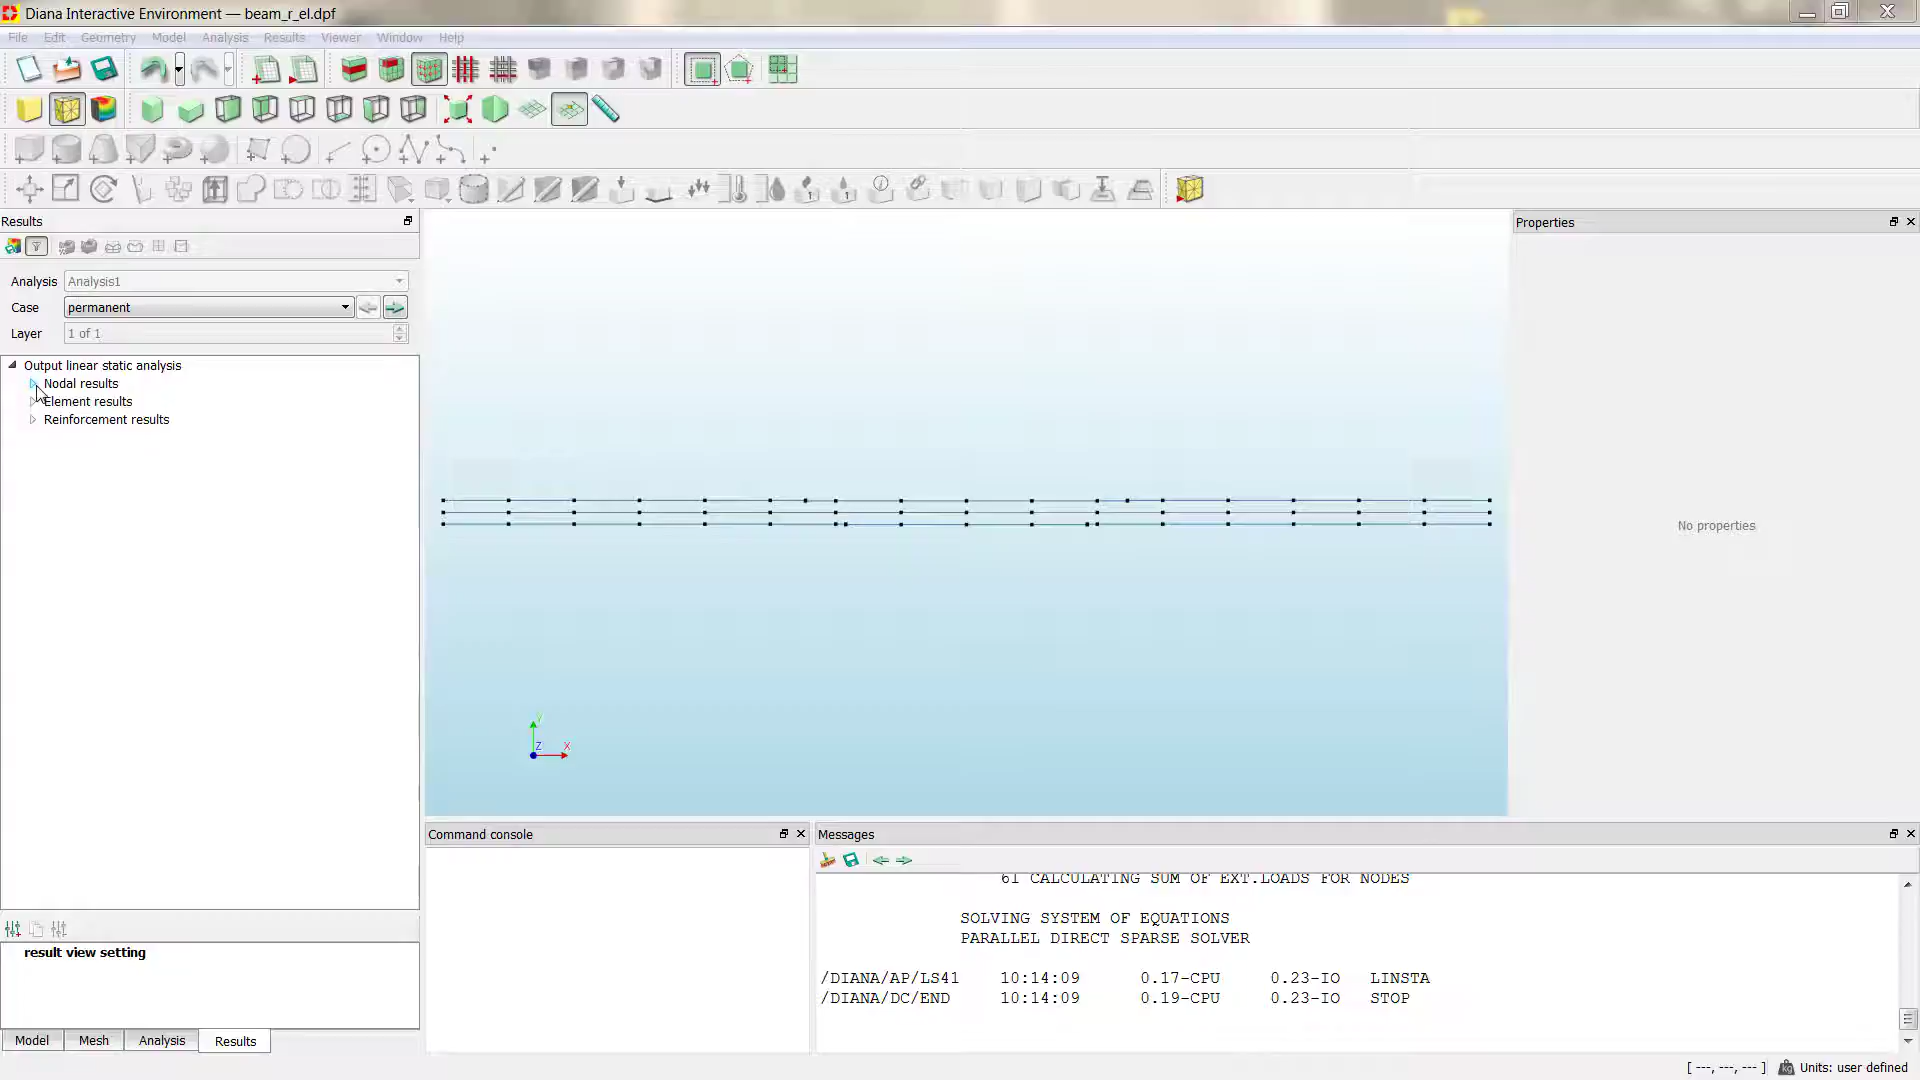 Diana Interactive Environment — beam_r_el.dpf
File Edit Geometry Model Analysis Results Viewer Window Help
Results
Analysis Analysis1
Case permanent
Layer 1 of 1
Output linear static analysis
Nodal results
Element results
Reinforcement results
result view setting
Model Mesh Analysis Results
Y
Z X
Properties
No properties
Command console
Messages
61 CALCULATING SUM OF EXT.LOADS FOR NODES
SOLVING SYSTEM OF EQUATIONS
PARALLEL DIRECT SPARSE SOLVER
/DIANA/AP/LS41 10:14:09 0.17-CPU 0.23-IO LINSTA
/DIANA/DC/END 10:14:09 0.19-CPU 0.23-IO STOP
[ ---, ---, --- ] kg Units: user defined